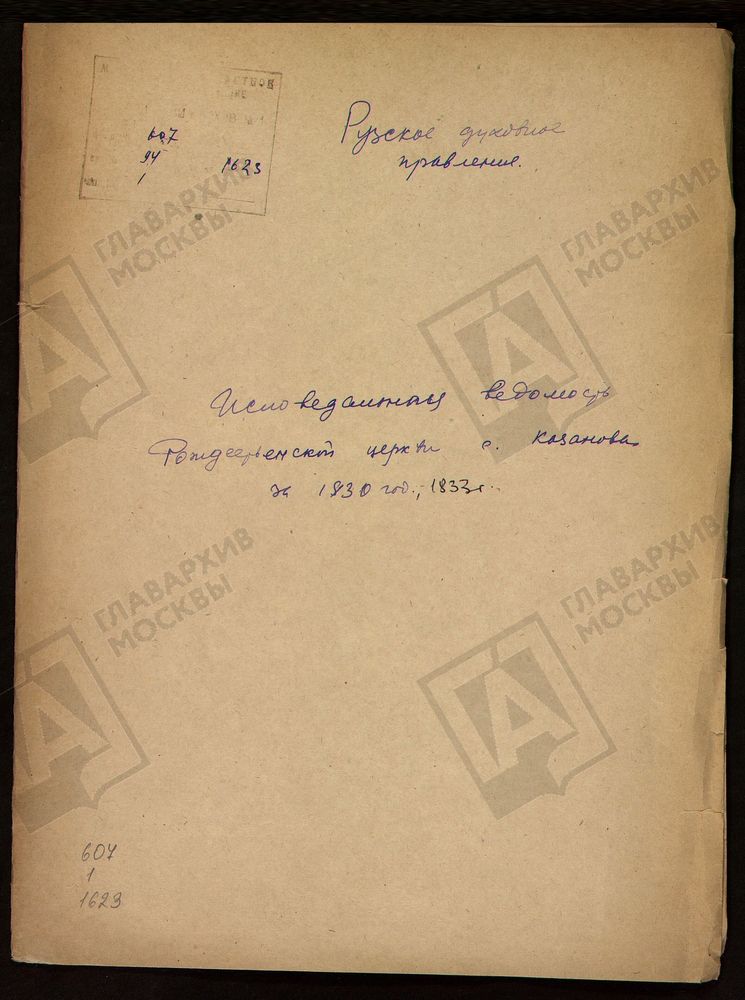 607
94
1
1623
Рузское духовное
правление.
ГЛАВАРХИВ
МОСКВЫ
ГЛАВАРХИВ
МОСКВЫ
Исповедальная ведомость
Рождественской церкви с. Казанова
за 1830 год., 1833 г.
ГЛАВАРХИВ
МОСКВЫ
ГЛАВАРХИВ
МОСКВЫ
607
1
1623